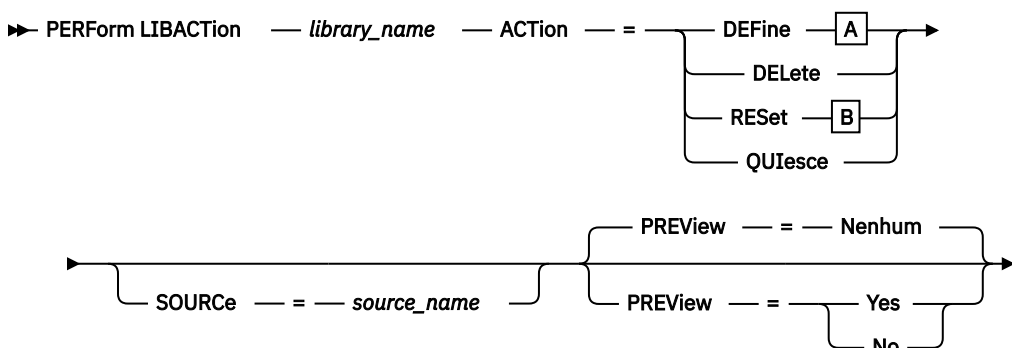 PERForm LIBACTion library_name ACTion = DEFine A
DELete
RESet B
QUIesce
PREView = Nenhum
SOURCe = source_name PREView = Yes
No